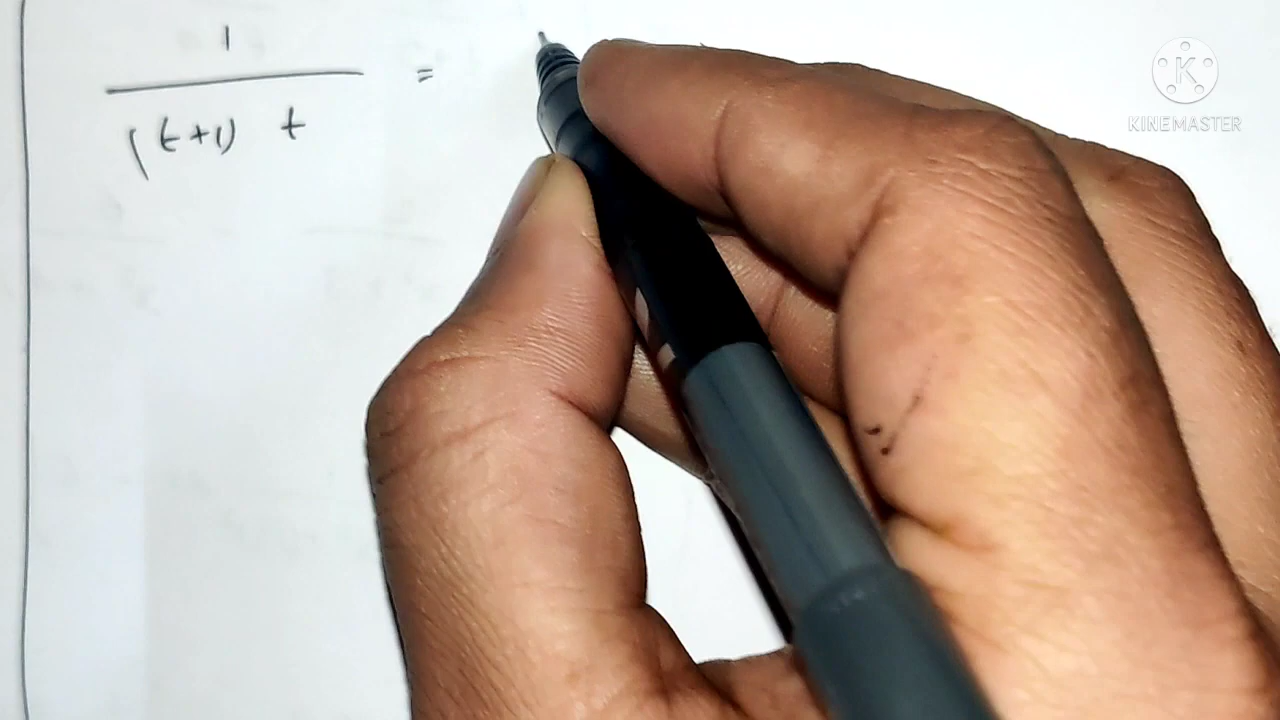 1
=
(t+1) t
K
KINEMASTER